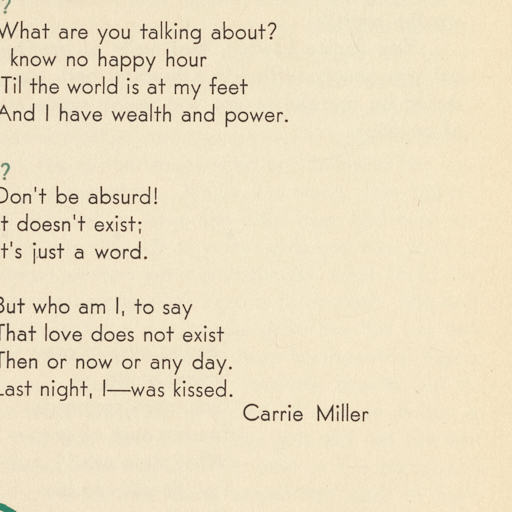 ?
What are you talking about?
know no happy hour
'Til the world is at my feet
And I have wealth and power.
?
Don't be absurd!
t doesn't exist;
t's just a word.
But who am I, to say
That love does not exist
Then or now or any day.
Last night, I—was kissed.
Carrie Miller